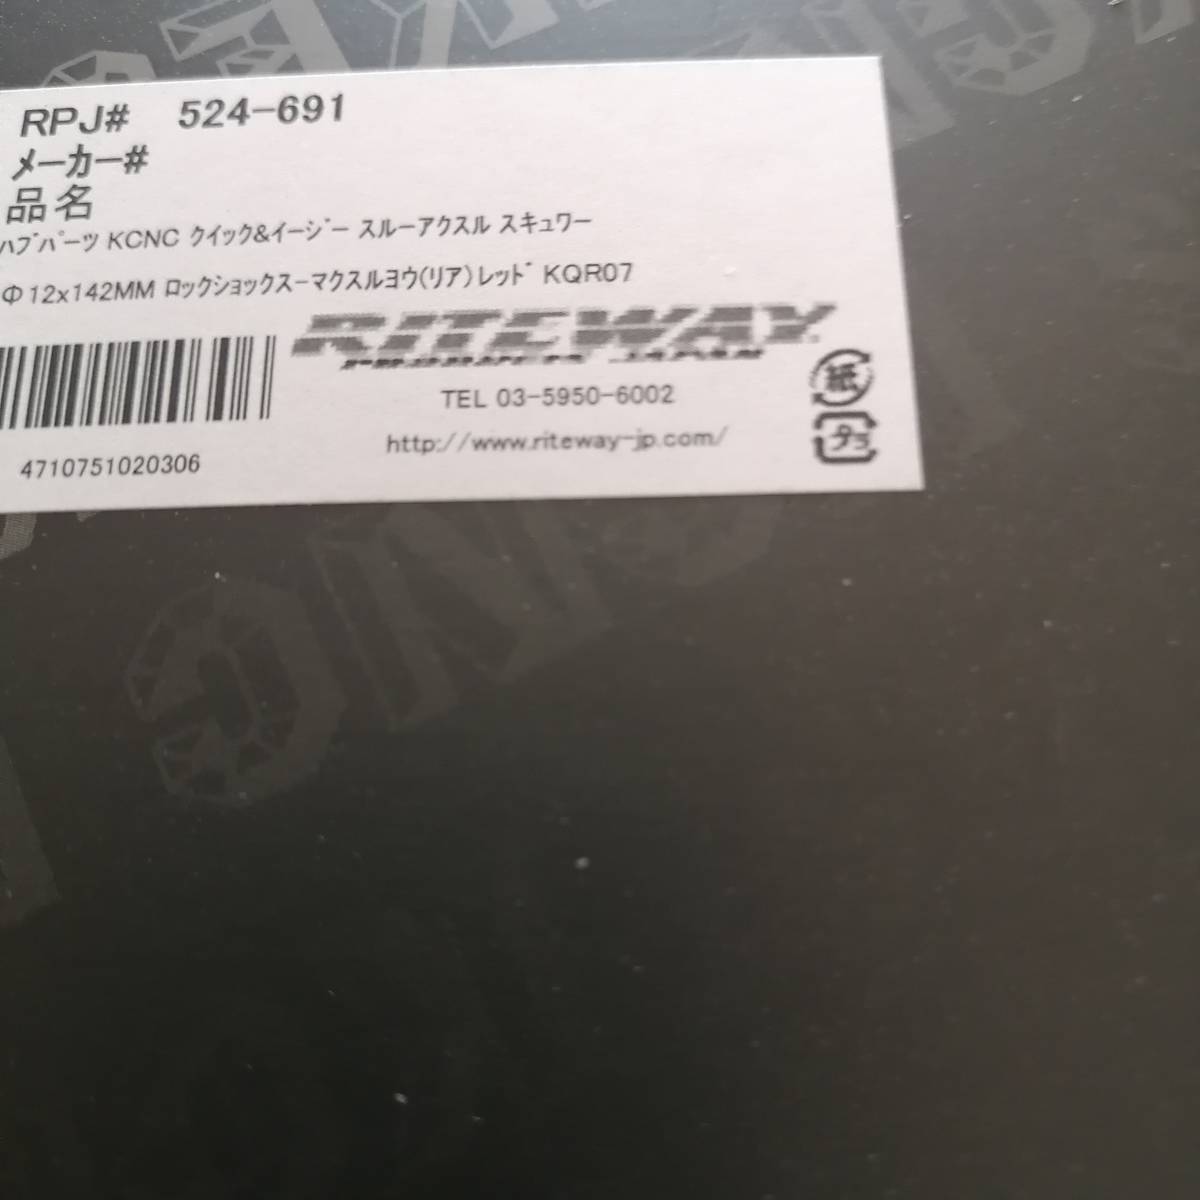 RPJ# 524-691
メーカー#
品名
ハブパーツ KCNC クイック&イージー スルーアクスル スキュワー
Φ12x142MM ロックショックス-マクスルヨウ(リア)レッド KQR07
RITEWAY
PRODUCTS JAPAN
TEL 03-5950-6002
http://www.riteway-jp.com/
4710751020306
紙
プラ
KCNC